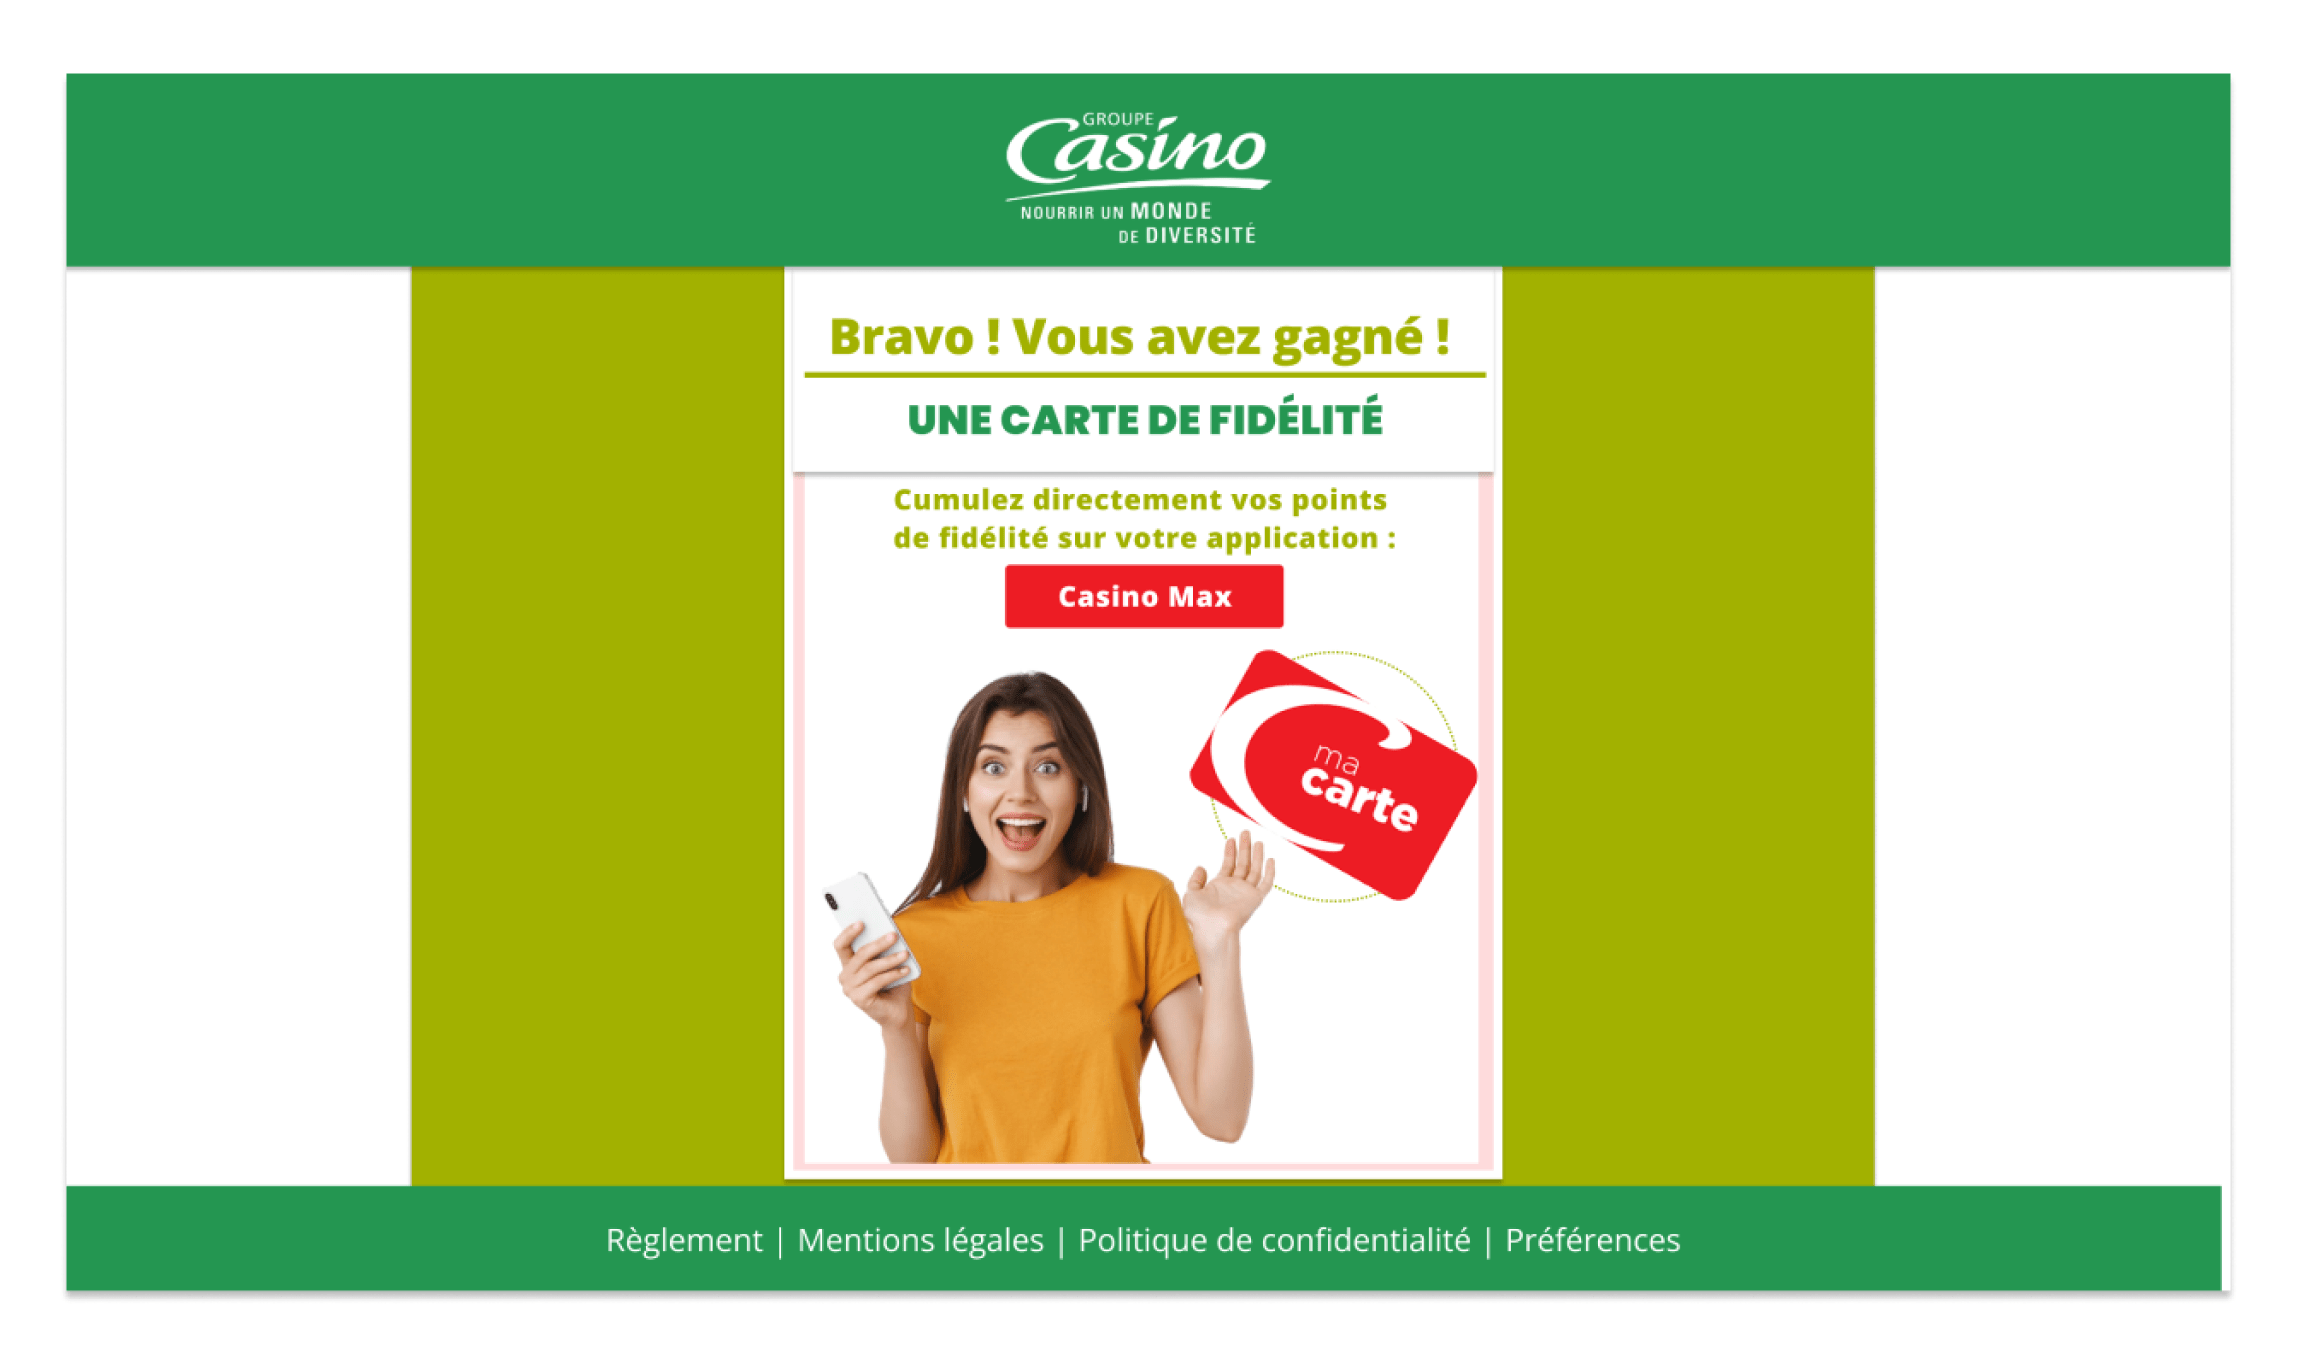 GROUPE
Casino
NOURRIR UN MONDE
DE DIVERSITÉ
Bravo ! Vous avez gagné !
UNE CARTE DE FIDÉLITÉ
Cumulez directement vos points
de fidélité sur votre application :
Casino Max
ma
carte
Règlement | Mentions légales | Politique de confidentialité | Préférences